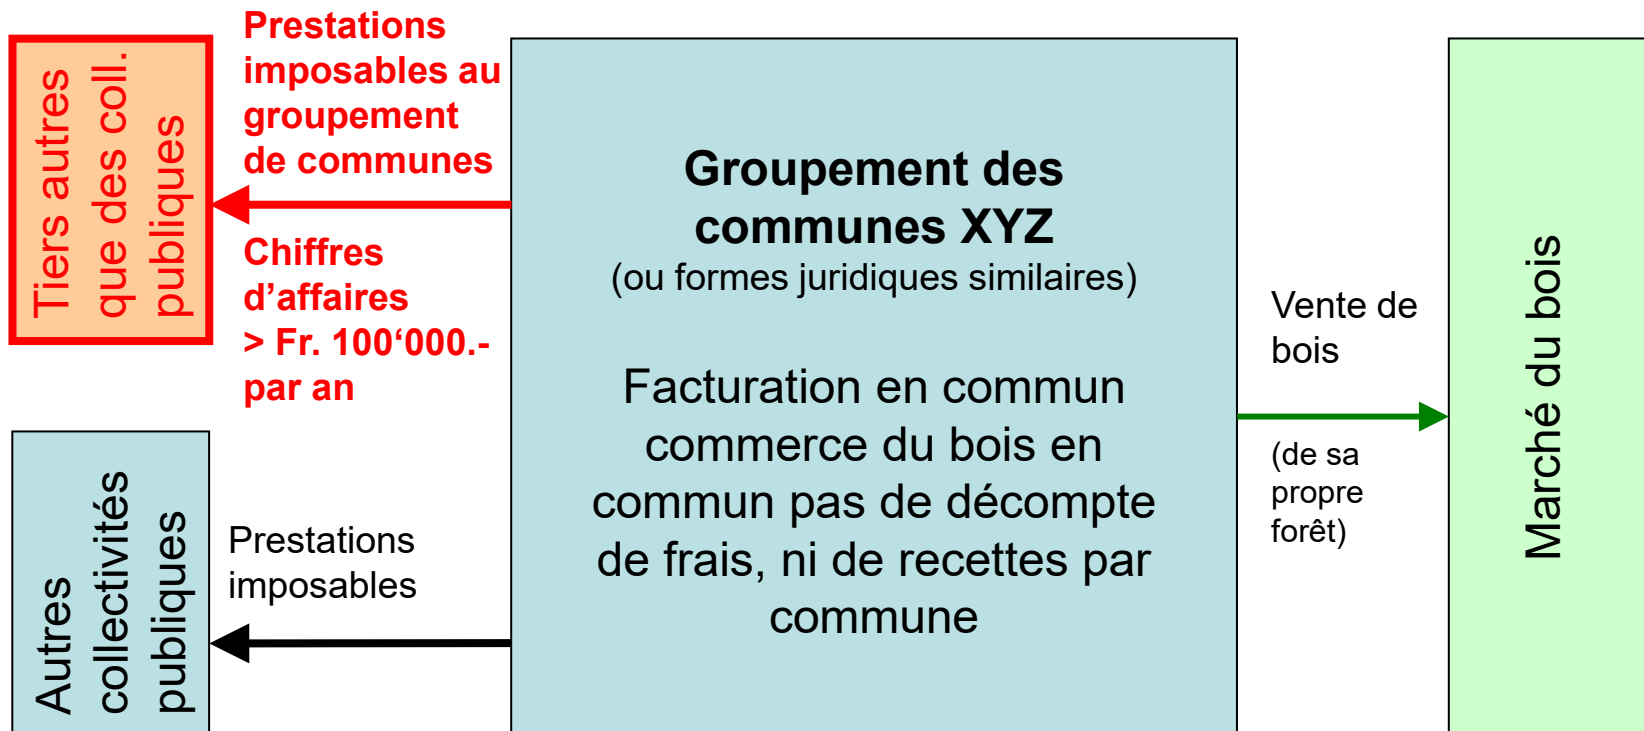 Tiers autres
que des coll.
publiques
Prestations
imposables au
groupement
de communes
Chiffres
d’affaires
> Fr. 100‘000.-
par an
Autres
collectivités
publiques
Prestations
imposables
Groupement des
communes XYZ
(ou formes juridiques similaires)
Facturation en commun
commerce du bois en
commun pas de décompte
de frais, ni de recettes par
commune
Vente de
bois
(de sa
propre
forêt)
Marché du bois